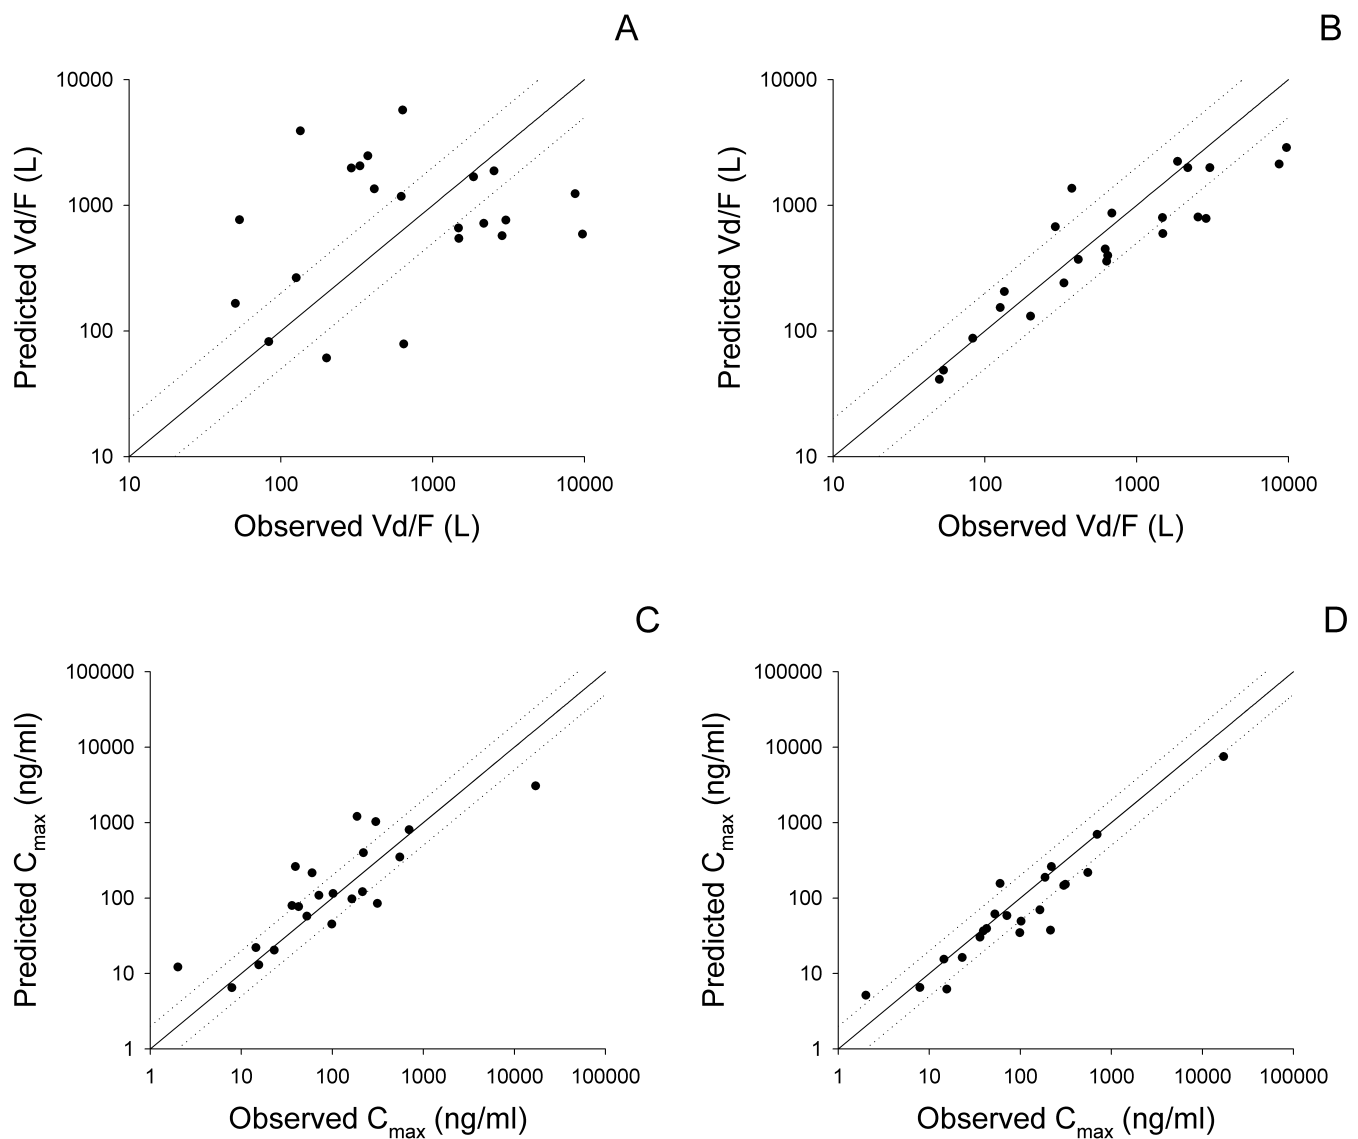 A
10000
1000
100
10
Predicted Vd/F (L)
10 100 1000 10000
Observed Vd/F (L)
B
10000
1000
100
10
Predicted Vd/F (L)
10 100 1000 10000
Observed Vd/F (L)
C
100000
10000
1000
100
10
1
Predicted Cmax (ng/ml)
1 10 100 1000 10000 100000
Observed Cmax (ng/ml)
D
100000
10000
1000
100
10
1
Predicted Cmax (ng/ml)
1 10 100 1000 10000 100000
Observed Cmax (ng/ml)